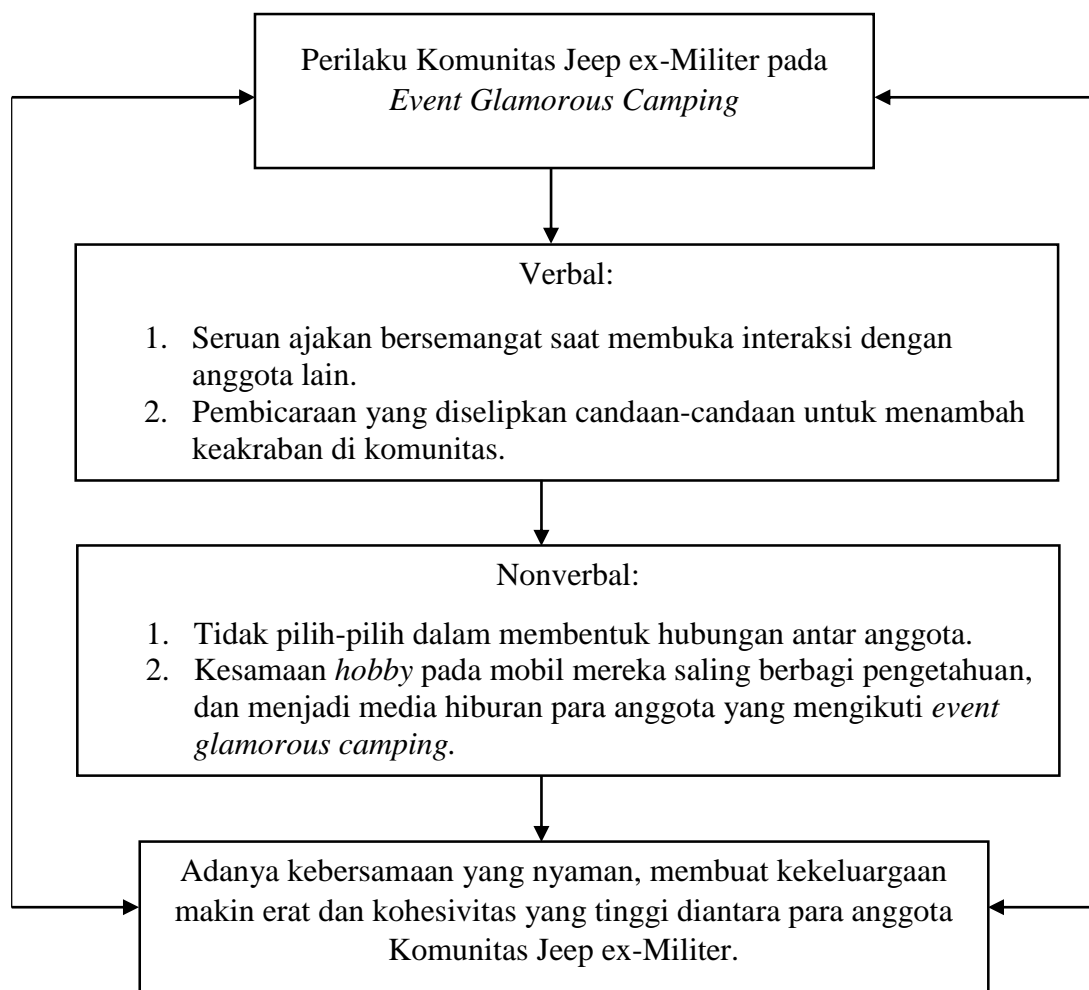 Perilaku Komunitas Jeep ex-Militer pada
Event Glamorous Camping
Verbal:
1. Seruan ajakan bersemangat saat membuka interaksi dengan
anggota lain.
2. Pembicaraan yang diselipkan candaan-candaan untuk menambah
keakraban di komunitas.
Nonverbal:
1. Tidak pilih-pilih dalam membentuk hubungan antar anggota.
2. Kesamaan hobby pada mobil mereka saling berbagi pengetahuan,
dan menjadi media hiburan para anggota yang mengikuti event
glamorous camping.
Adanya kebersamaan yang nyaman, membuat kekeluargaan
makin erat dan kohesivitas yang tinggi diantara para anggota
Komunitas Jeep ex-Militer.